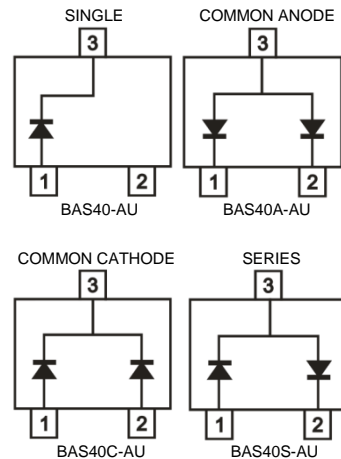 SINGLE
COMMON ANODE
3
3
1
2
1
2
BAS40-AU
BAS40A-AU
COMMON CATHODE
SERIES
3
3
1
2
1
2
BAS40C-AU
BAS40S-AU